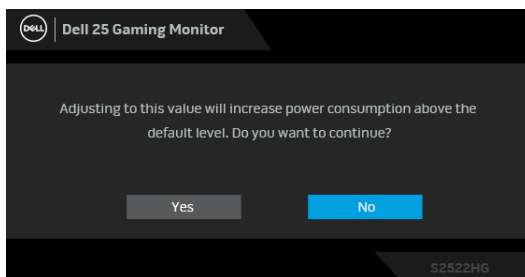 DELL
Dell 25 Gaming Monitor
Adjusting to this value will increase power consumption above the
default level. Do you want to continue?
Yes
No
S2522HG